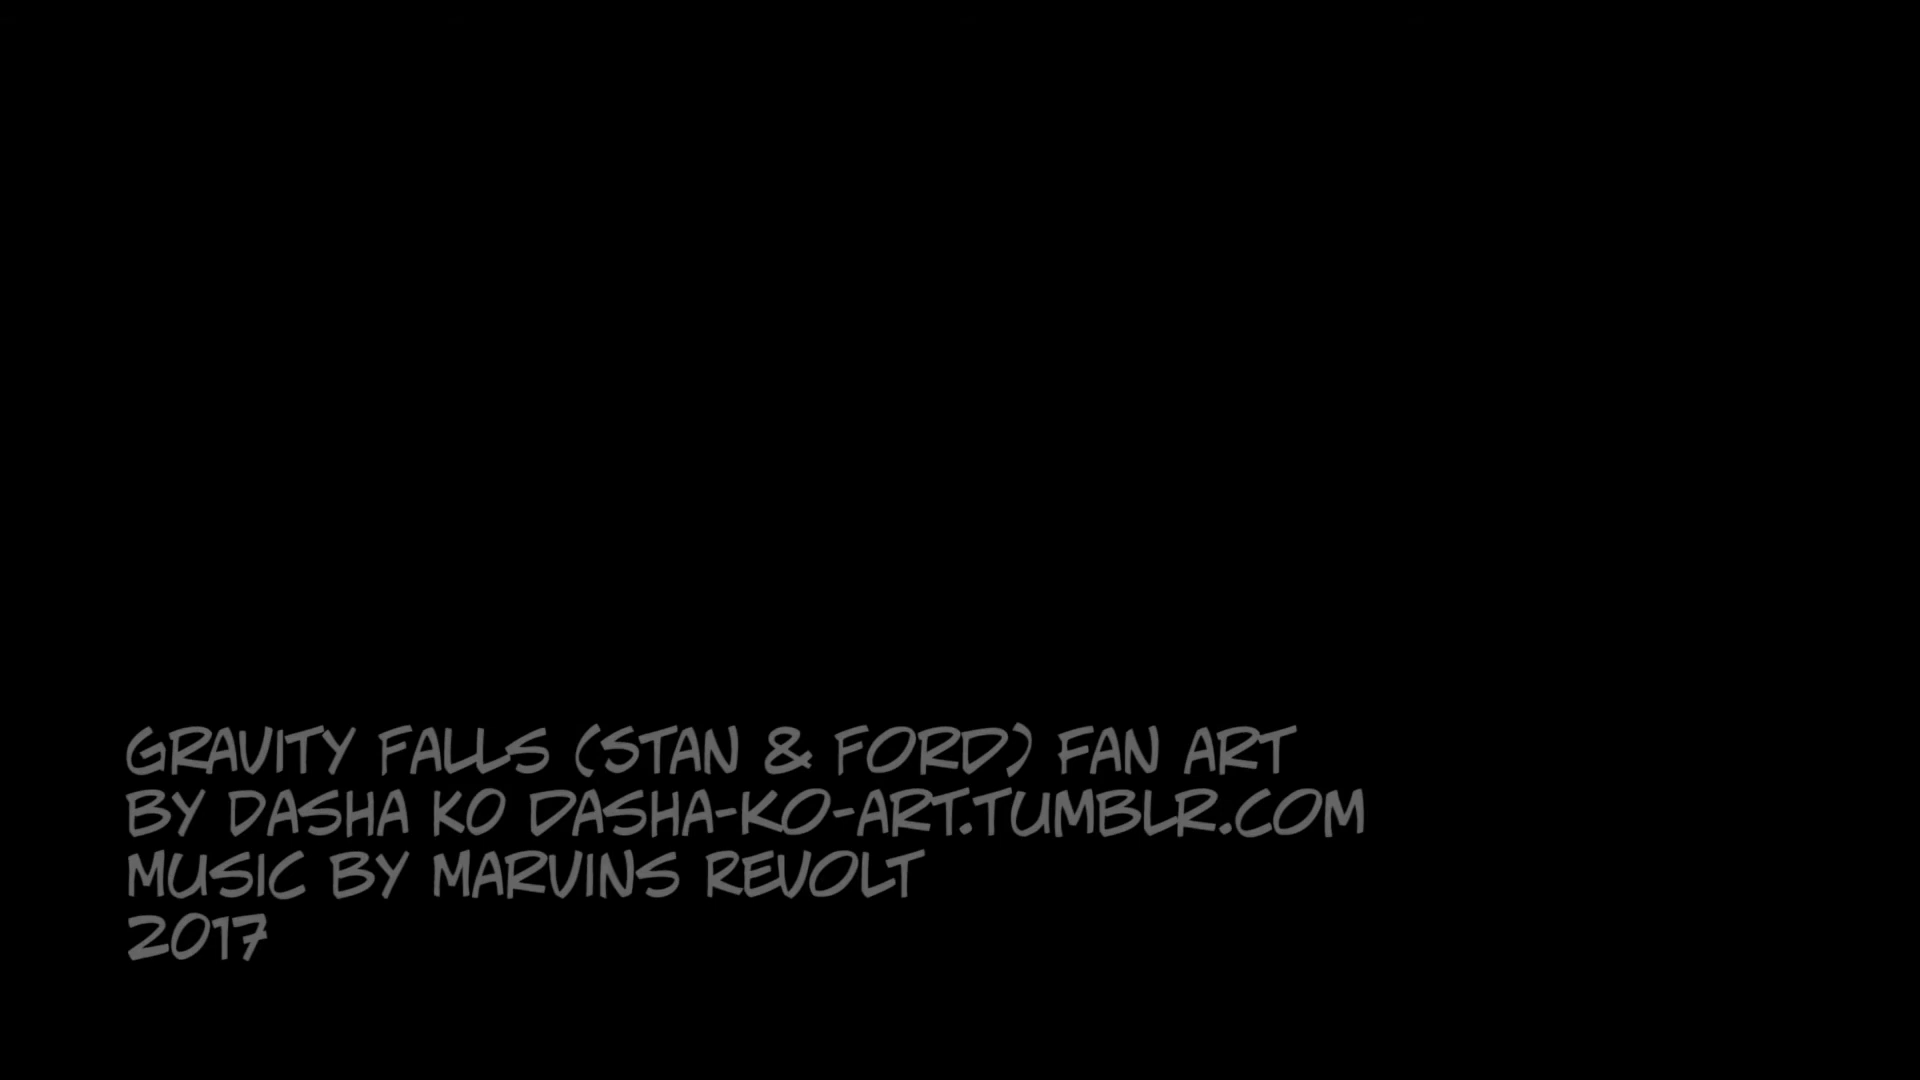 GRAVITY FALLS (STAN & FORD) FAN ART
BY DASHA KO DASHA-KO-ART.TUMBLR.COM
MUSIC BY MARVINS REVOLT
2017